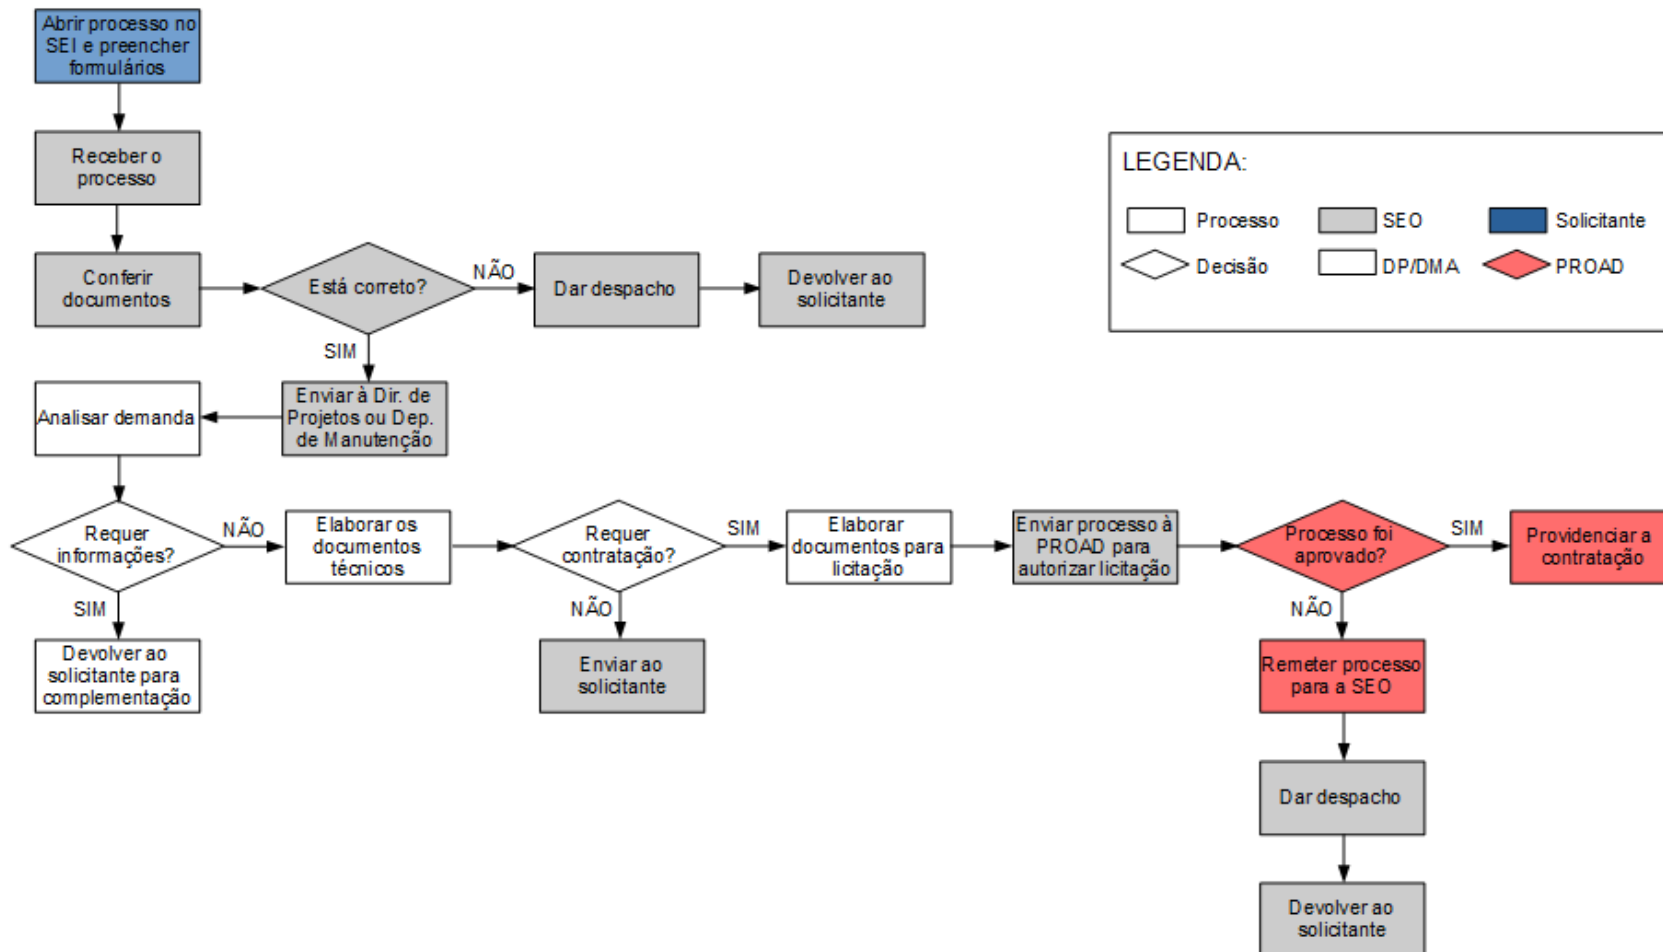 Abrir processo no
SEI e preencher
formulários
Receber o
processo
LEGENDA:
Processo
SEO
Solicitante
Decisão
DP/DMA
PROAD
Conferir
documentos
Está correto?
NÃO
Dar despacho
Devolver ao
solicitante
SIM
Enviar à Dir. de
Projetos ou Dep.
de Manutenção
Analisar demanda
Requer
informações?
NÃO
Elaborar os
documentos
técnicos
Requer
contratação?
SIM
Elaborar
documentos para
licitação
Enviar processo à
PROAD para
autorizar licitação
Processo foi
aprovado?
SIM
Providenciar a
contratação
SIM
NÃO
NÃO
Devolver ao
solicitante para
complementação
Enviar ao
solicitante
Remeter processo
para a SEO
Dar despacho
Devolver ao
solicitante